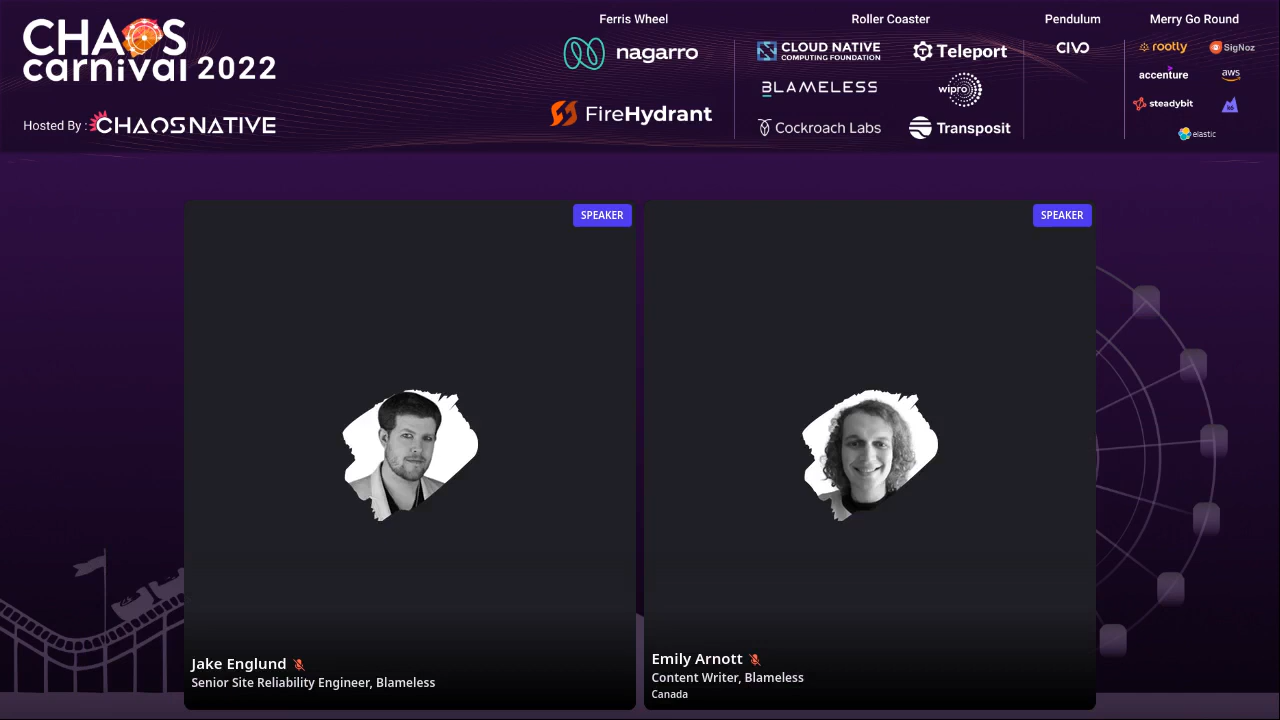 CHAOS
carnival 2022
Hosted By : CHAOSNATIVE
Ferris Wheel
nagarro
FireHydrant
Roller Coaster
CLOUD NATIVE
COMPUTING FOUNDATION
Teleport
BLAMELESS
wipro
Cockroach Labs
Transposit
Pendulum
CIVO
Merry Go Round
rootly
SigNoz
accenture
aws
steadybit
elastic
SPEAKER
Jake Englund
Senior Site Reliability Engineer, Blameless
SPEAKER
Emily Arnott
Content Writer, Blameless
Canada